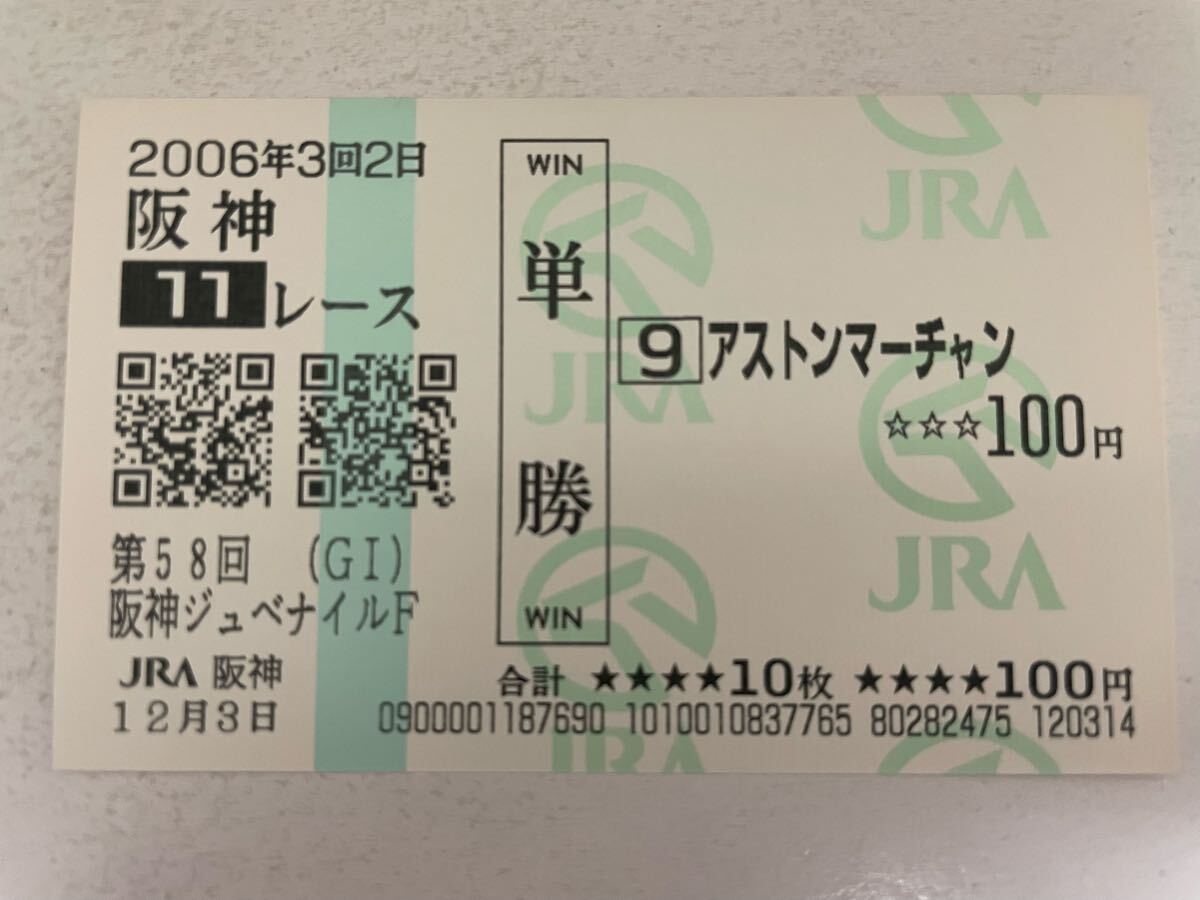 2006年3回2日
阪神
11レース
第58回 (GI)
阪神ジュベナイルF
JRA 阪神
12月3日
WIN
単勝
WIN
9 アストンマーチャン
☆☆☆100円
合計 ★★★★10枚 ★★★★100円
0900001187690 1010010837765 80282475 120314
JRA
JRA
JRA
JRA